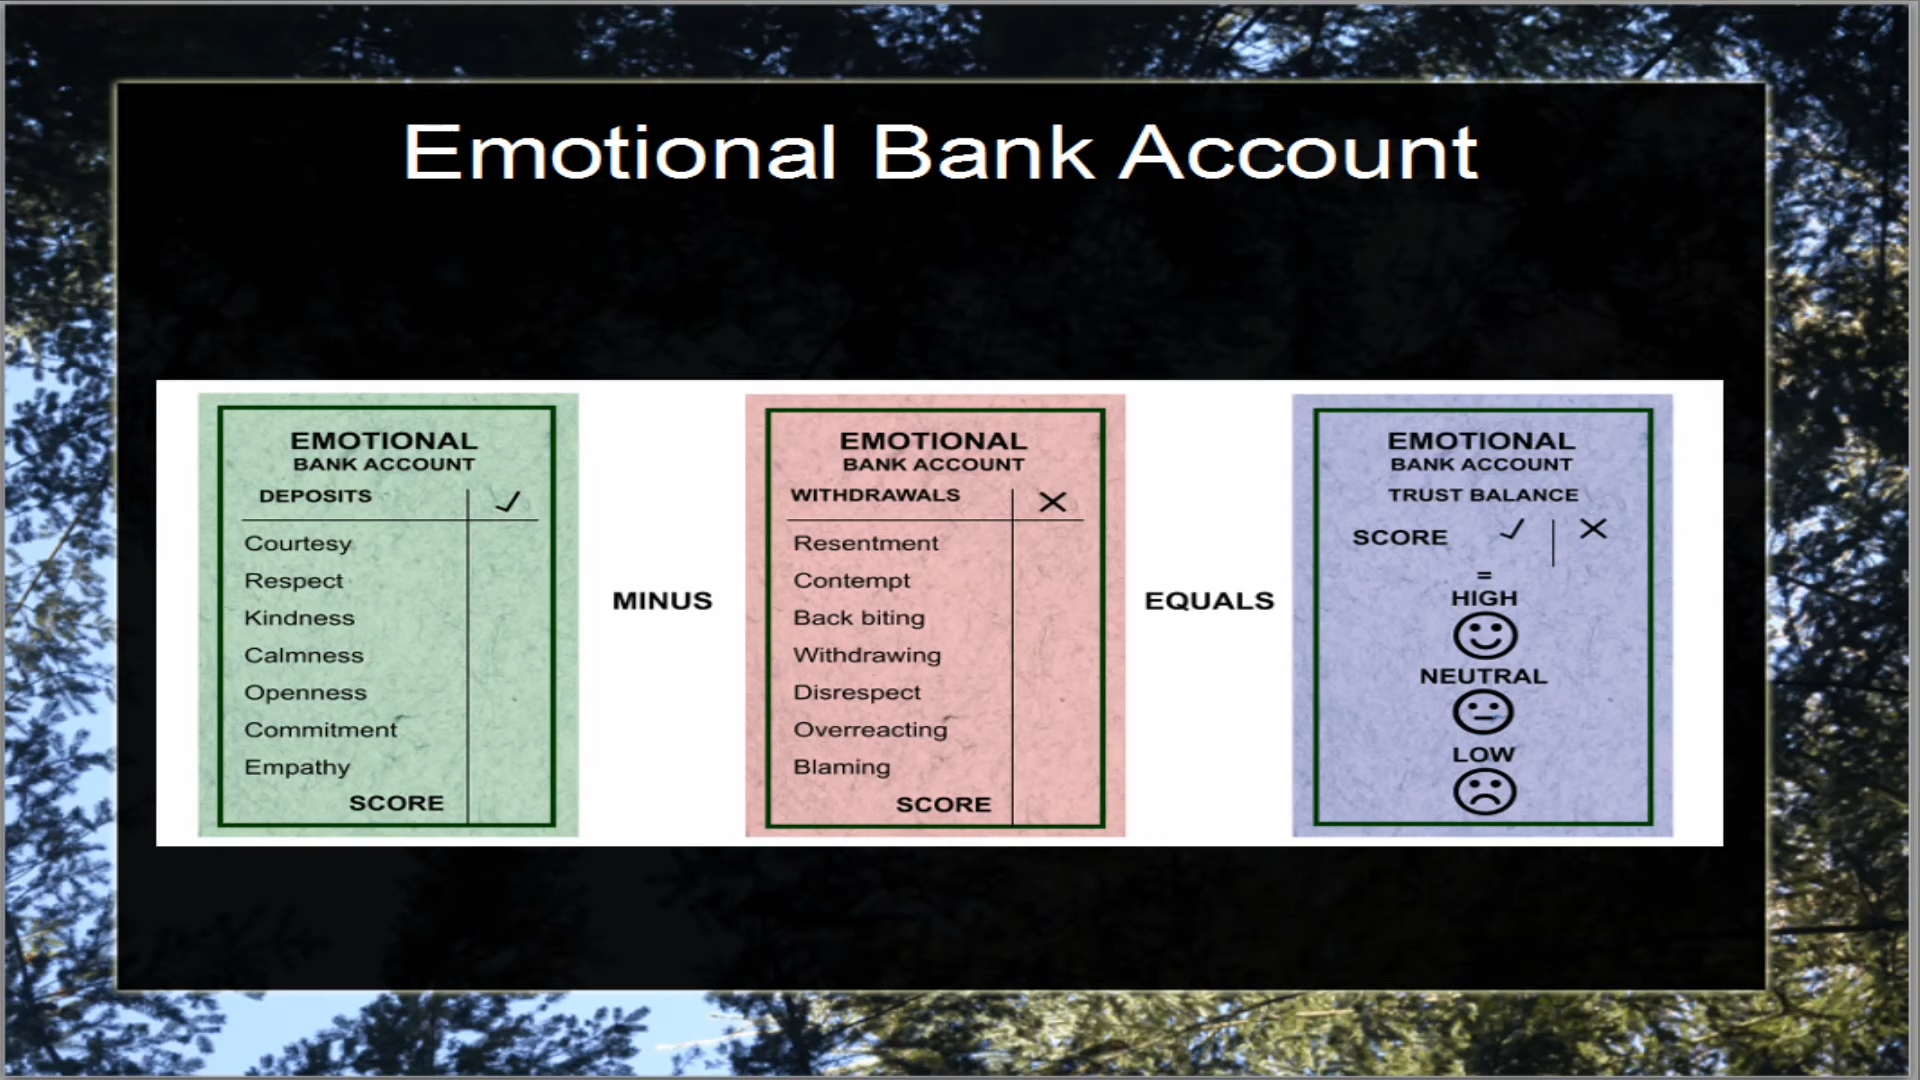 Emotional Bank Account
EMOTIONAL
BANK ACCOUNT
DEPOSITS ✓
Courtesy
Respect
Kindness
Calmness
Openness
Commitment
Empathy
SCORE
MINUS
EMOTIONAL
BANK ACCOUNT
WITHDRAWALS ✕
Resentment
Contempt
Back biting
Withdrawing
Disrespect
Overreacting
Blaming
SCORE
EQUALS
EMOTIONAL
BANK ACCOUNT
TRUST BALANCE
SCORE ✓ | ✕
=
HIGH
NEUTRAL
LOW